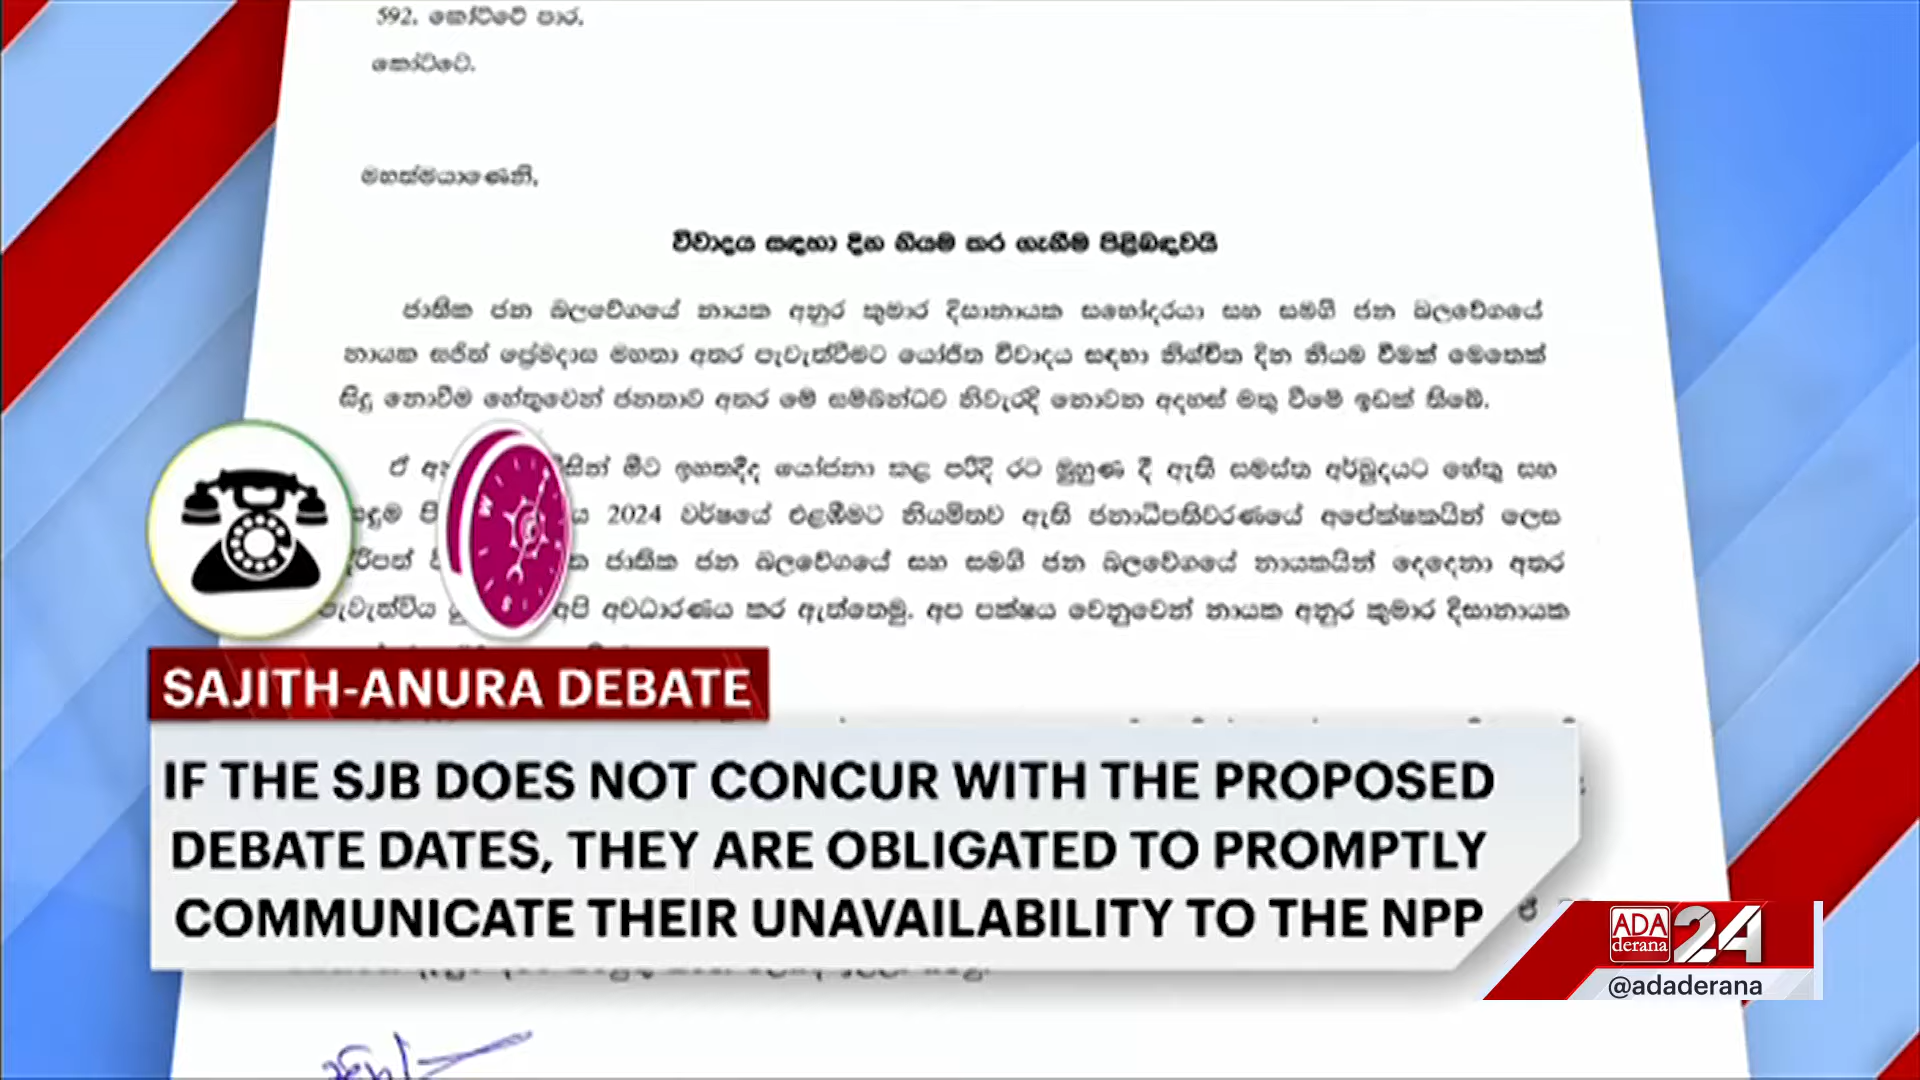 592, කෝට්ටේ පාර,
කෝට්ටේ.
මහත්මයාණෙනි,
විවාදය සඳහා දින නියම කර ගැනීම පිළිබඳවයි
ජාතික ජන බලවේගයේ නායක අනුර කුමාර දිසානායක සහෝදරයා සහ සමගි ජන බලවේගයේ
නායක සජිත් ප්‍රේමදාස මහතා අතර පැවැත්වීමට යෝජිත විවාදය සඳහා නිශ්චිත දින නියම වීමක් මෙතෙක්
සිදු නොවීම හේතුවෙන් ජනතාව අතර මේ සම්බන්ධව නිවැරදි නොවන අදහස් මතු වීමේ ඉඩක් තිබේ.
ඒ විසින් මීට ඉහතදීද යෝජනා කළ පරිදි රට මුහුණ දී ඇති සමස්ත අර්බුදයට හේතු සහ
2024 වර්ෂයේ එළඹීමට නියමිතව ඇති ජනාධිපතිවරණයේ අපේක්ෂකයින් ලෙස
ජාතික ජන බලවේගයේ සහ සමගි ජන බලවේගයේ නායකයින් දෙදෙනා අතර
පැවැත්විය අපි අවධාරණය කර ඇත්තෙමු. අප පක්ෂය වෙනුවෙන් නායක අනුර කුමාර දිසානායක
SAJITH-ANURA DEBATE
IF THE SJB DOES NOT CONCUR WITH THE PROPOSED
DEBATE DATES, THEY ARE OBLIGATED TO PROMPTLY
COMMUNICATE THEIR UNAVAILABILITY TO THE NPP
ADA
derana 24
@adaderana